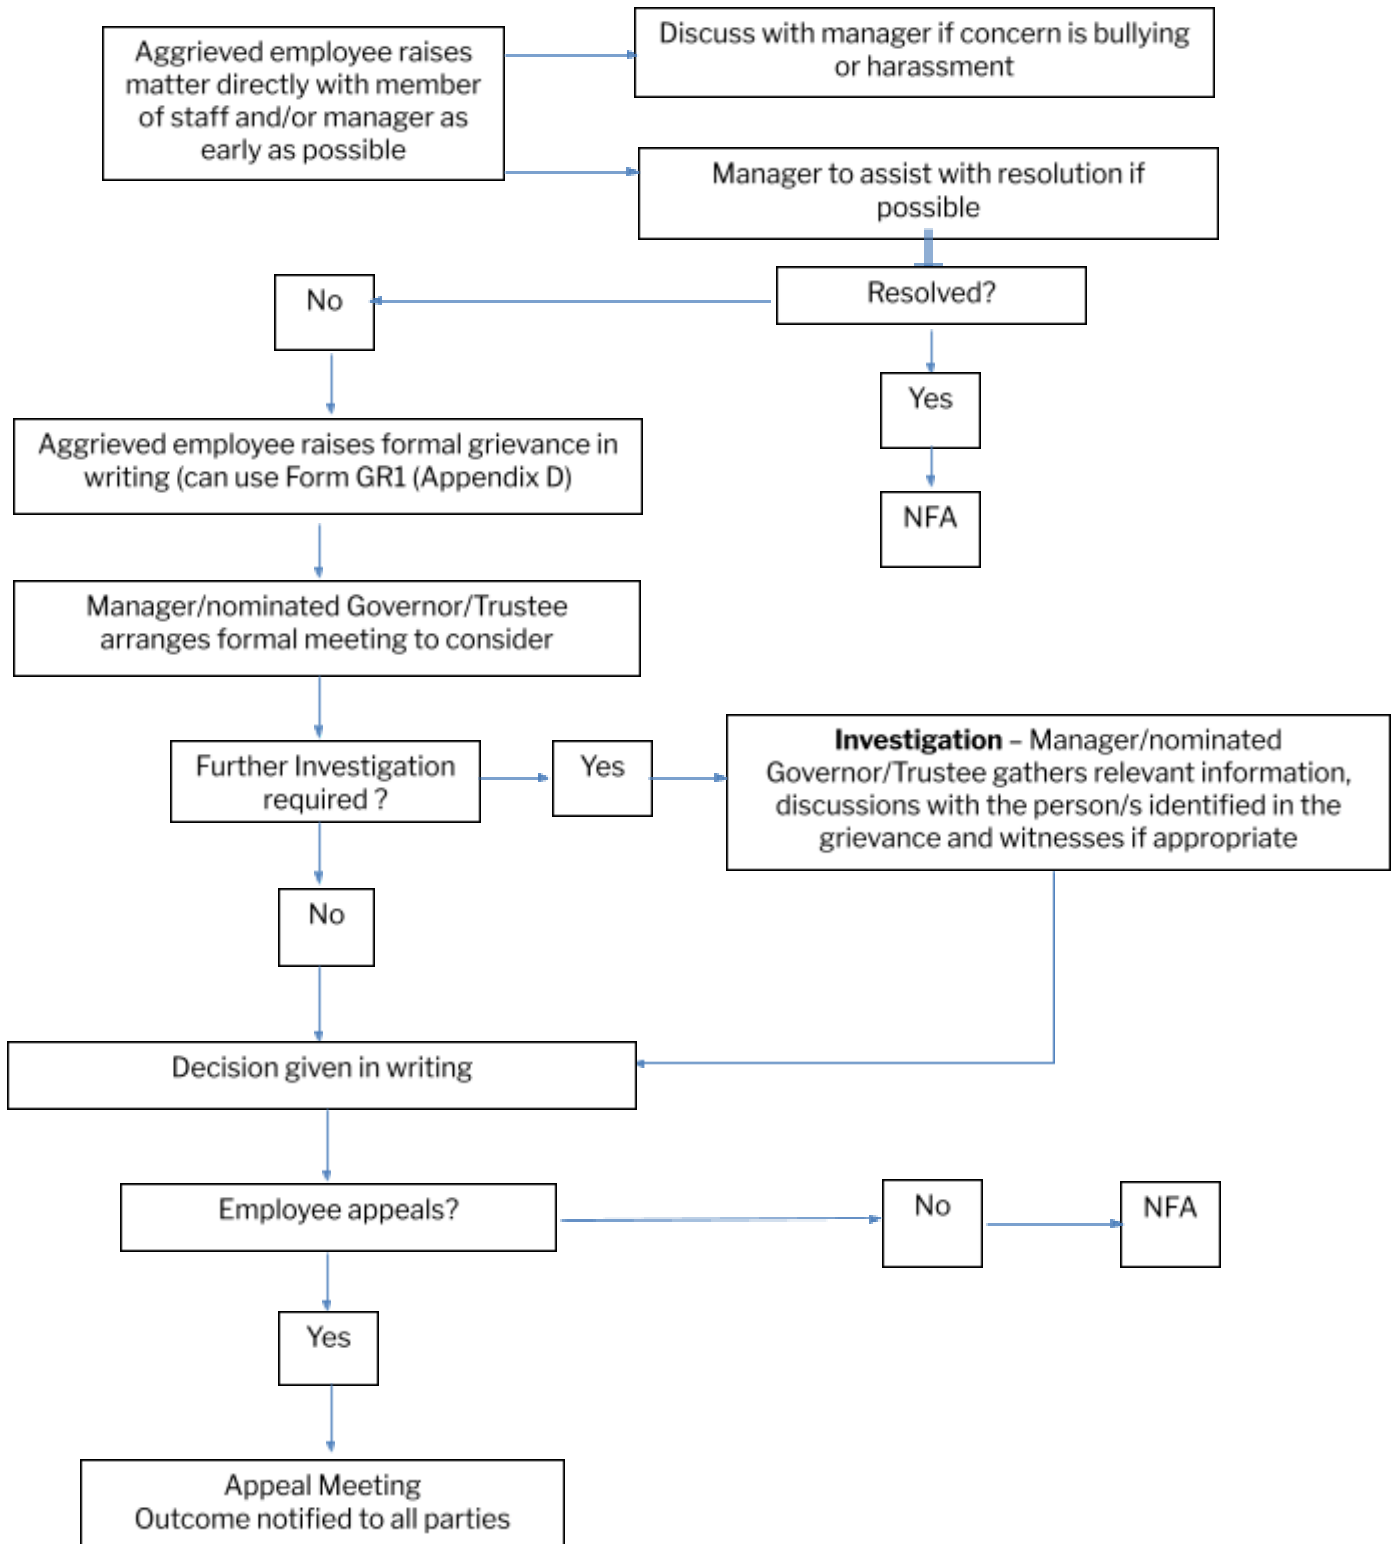 Aggrieved employee raises
matter directly with member
of staff and/or manager as
early as possible
Discuss with manager if concern is bullying
or harassment
Manager to assist with resolution if
possible
Resolved?
No
Yes
NFA
Aggrieved employee raises formal grievance in
writing (can use Form GR1 (Appendix D)
Manager/nominated Governor/Trustee
arranges formal meeting to consider
Further Investigation
required ?
Yes
Investigation – Manager/nominated
Governor/Trustee gathers relevant information,
discussions with the person/s identified in the
grievance and witnesses if appropriate
No
Decision given in writing
Employee appeals?
No
NFA
Yes
Appeal Meeting
Outcome notified to all parties